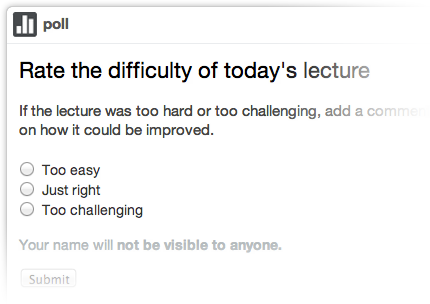 poll
Rate the difficulty of today's lecture
If the lecture was too hard or too challenging, add a commen
on how it could be improved.
Too easy
Just right
Too challenging
Your name will not be visible to anyone.
Submit